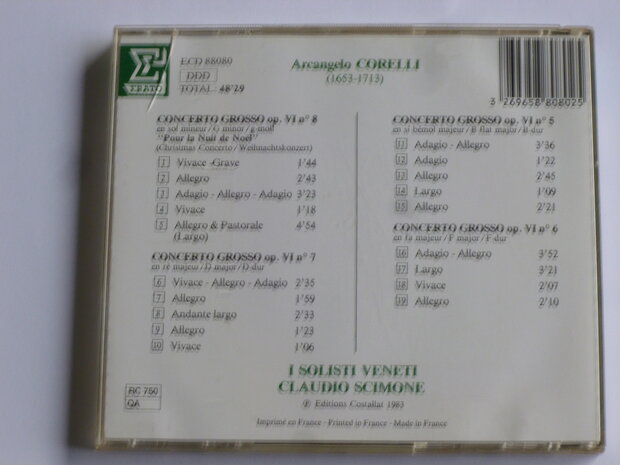 ERATO
ECD 88080
DDD
TOTAL: 48'29
Arcangelo CORELLI
(1653-1713)
3 269658 808025
CONCERTO GROSSO op. VI n° 8
en sol mineur / G minor / g-moll
"Pour la Nuit de Noël"
(Christmas Concerto / Weihnachtskonzert)
1 Vivace - Grave 1'44
2 Allegro 2'43
3 Adagio - Allegro - Adagio 3'23
4 Vivace 1'18
5 Allegro & Pastorale 4'54
(Largo)
CONCERTO GROSSO op. VI n° 7
en ré majeur / D major / D-dur
6 Vivace - Allegro - Adagio 2'35
7 Allegro 1'59
8 Andante largo 2'33
9 Allegro 1'23
10 Vivace 1'06
CONCERTO GROSSO op. VI n° 5
en si bémol majeur / B flat major / B-dur
11 Adagio - Allegro 3'36
12 Adagio 1'22
13 Allegro 2'45
14 Largo 1'09
15 Allegro 2'21
CONCERTO GROSSO op. VI n° 6
en fa majeur / F major / F-dur
16 Adagio - Allegro 3'52
17 Largo 3'21
18 Vivace 2'07
19 Allegro 2'10
I SOLISTI VENETI
CLAUDIO SCIMONE
℗ Editions Costallat 1983
RC 750
QA
Imprimé en France - Printed in France - Made in France